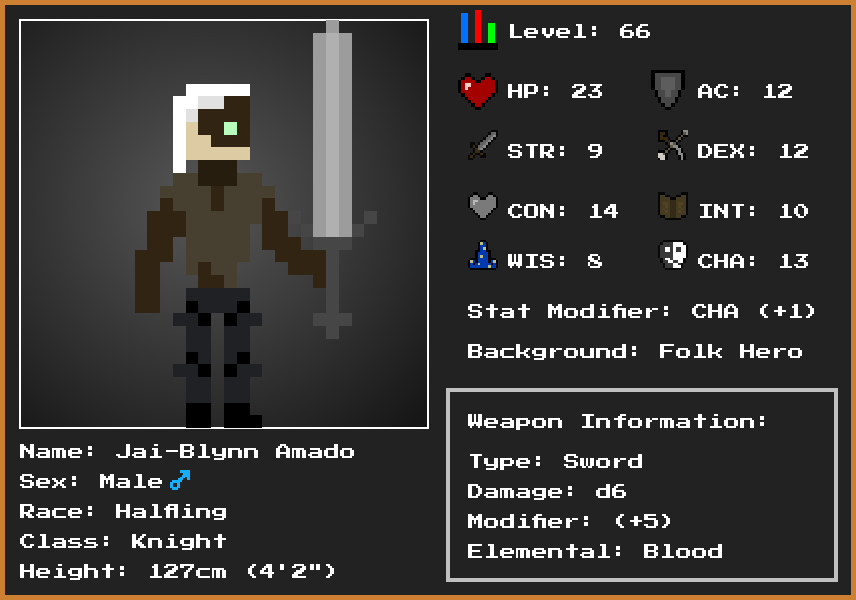 Level: 66
HP: 23 AC: 12
STR: 9 DEX: 12
CON: 14 INT: 10
WIS: 8 CHA: 13
Stat Modifier: CHA (+1)
Background: Folk Hero
Weapon Information:
Type: Sword
Damage: d6
Modifier: (+5)
Elemental: Blood
Name: Jai-Blynn Amado
Sex: Male ♂
Race: Halfling
Class: Knight
Height: 127cm (4'2")